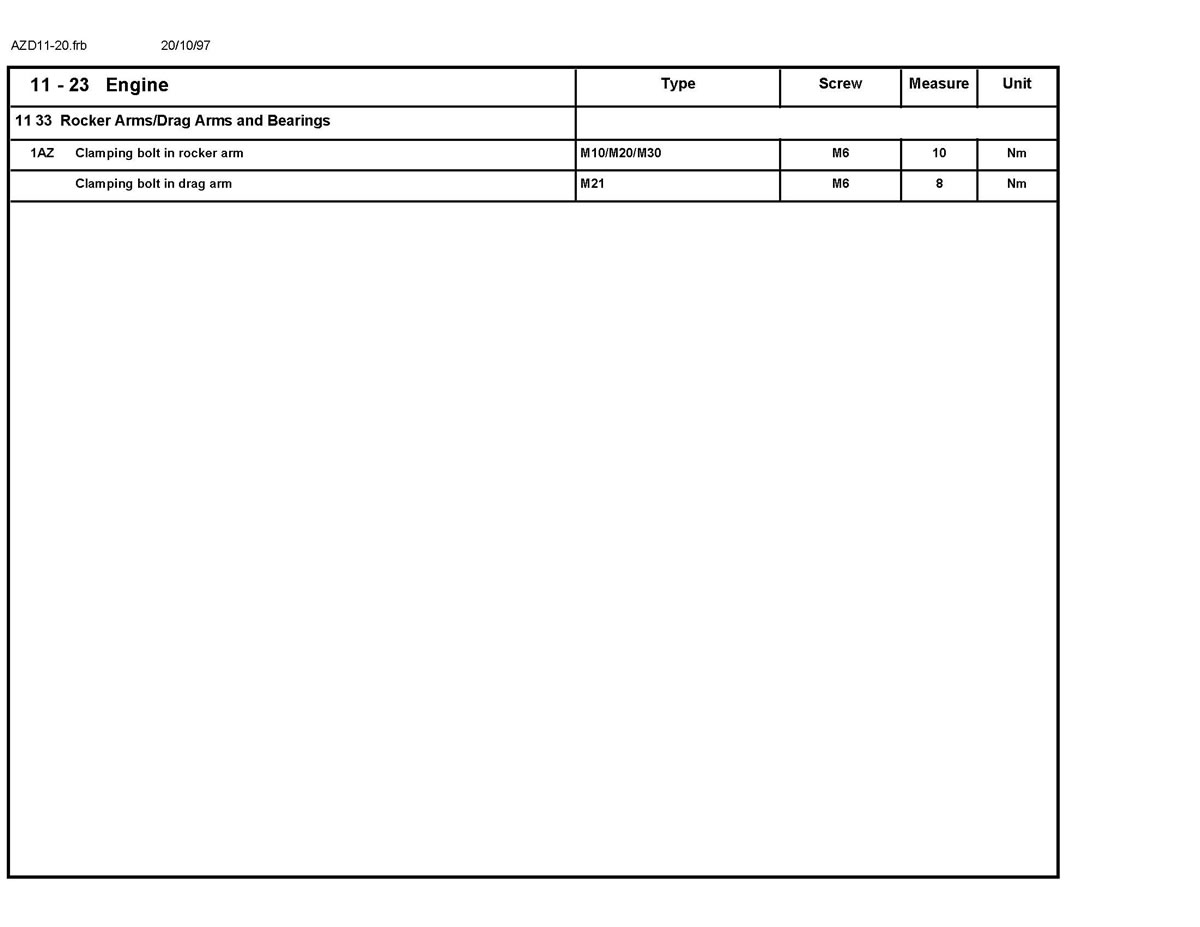 AZD11-20.frb 20/10/97
11 - 23 Engine Type Screw Measure Unit
11 33 Rocker Arms/Drag Arms and Bearings
1AZ Clamping bolt in rocker arm M10/M20/M30 M6 10 Nm
Clamping bolt in drag arm M21 M6 8 Nm